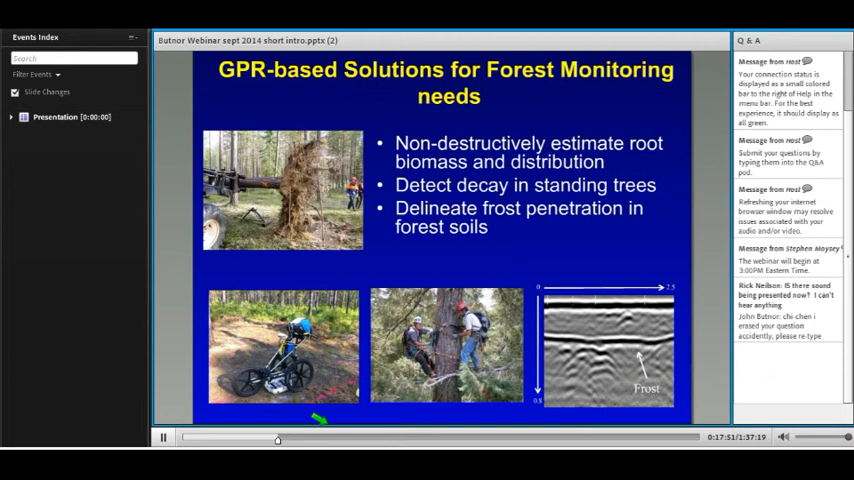 Events Index
Search
Filter Events
Slide Changes
Presentation [0:00:00]
Butnor Webinar sept 2014 short intro.pptx (2)
GPR-based Solutions for Forest Monitoring
needs
• Non-destructively estimate root
biomass and distribution
• Detect decay in standing trees
• Delineate frost penetration in
forest soils
0
2.5
0.8
Frost
0:17:51/1:37:19
Q & A
Message from Host
Your connection status is
displayed as a small colored
bar to the right of Help in the
menu bar. For the best
experience, it should display as
all green.
Message from Host
Submit your questions by
typing them into the Q&A
pod.
Message from Host
Refreshing your internet
browser window may resolve
issues associated with your
audio and/or video.
Message from Stephen Moysey
The webinar will begin at
3:00PM Eastern Time.
Rick Neilson: IS there sound
being presented now? I can't
hear anything
John Butnor: chi-chen i
erased your question
accidently, please re-type